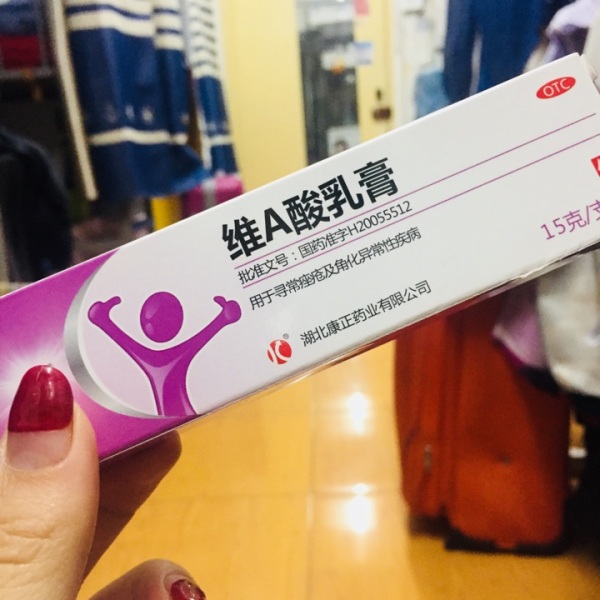 OTC
维A酸乳膏
批准文号：国药准字H20055512
用于寻常痤疮及角化异常性疾病
15克/支
湖北康正药业有限公司